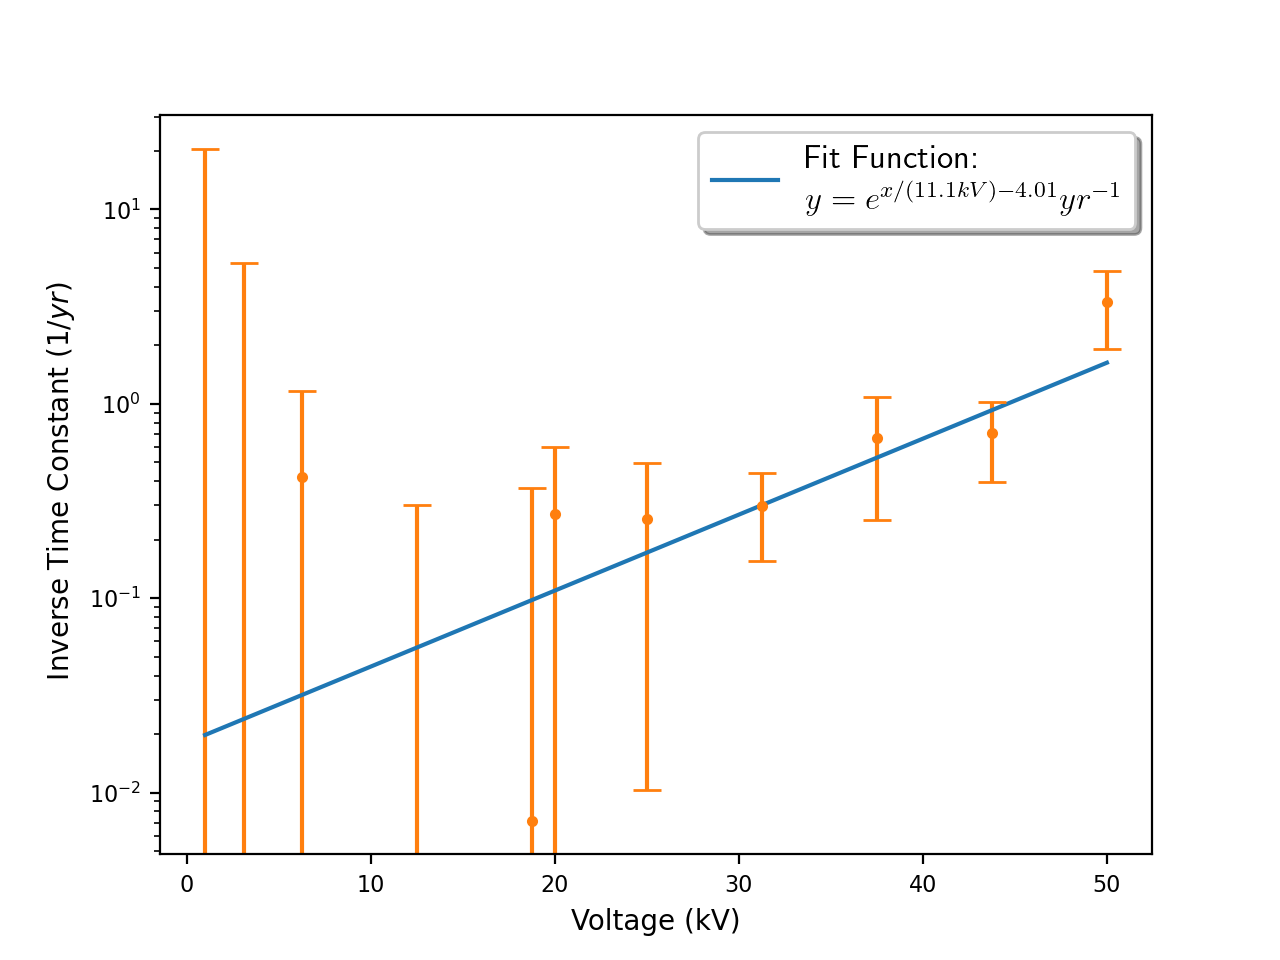 Fit Function:
y = e^{x/(11.1kV)−4.01}yr^{−1}
Inverse Time Constant (1/yr)
10^1
10^0
10^{−1}
10^{−2}
0 10 20 30 40 50
Voltage (kV)